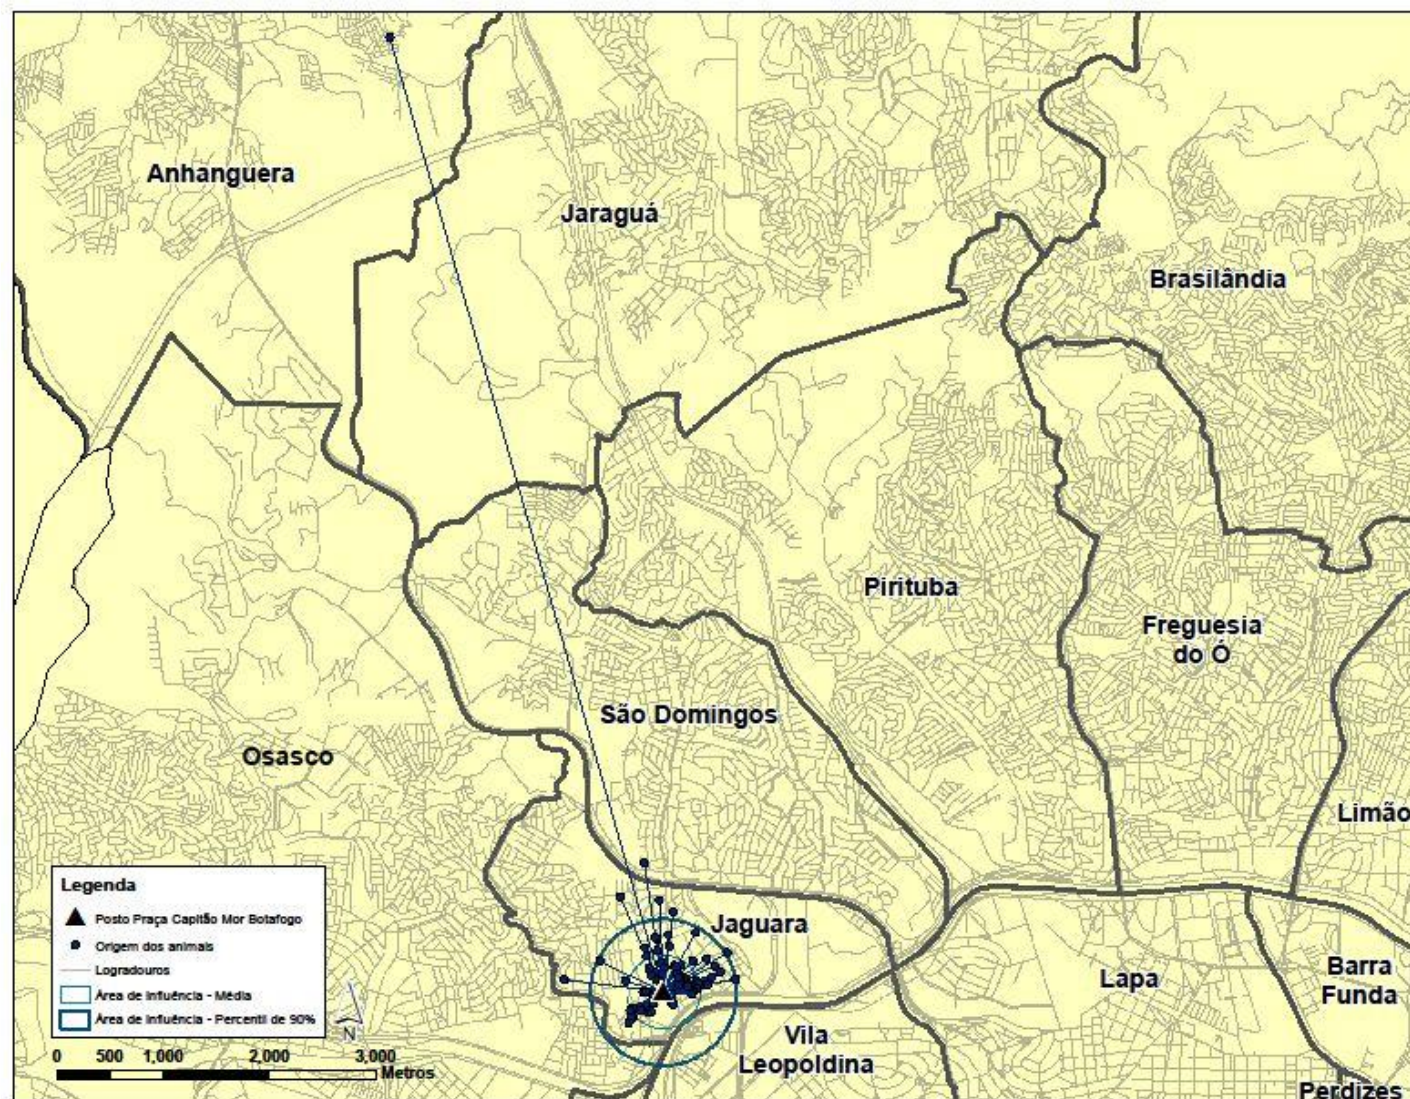 Anhanguera
Jaraguá
Brasilândia
Pirituba
Freguesia
do Ó
São Domingos
Osasco
Limão
Jaguara
Lapa
Barra
Funda
Vila
Leopoldina
Perdizes
Legenda
Posto Praça Capitão Mor Botafogo
Origem dos animais
Logradouros
Área de Influência - Média
Área de Influência - Percentil de 90%
N
0 500 1,000 2,000 3,000
Metros